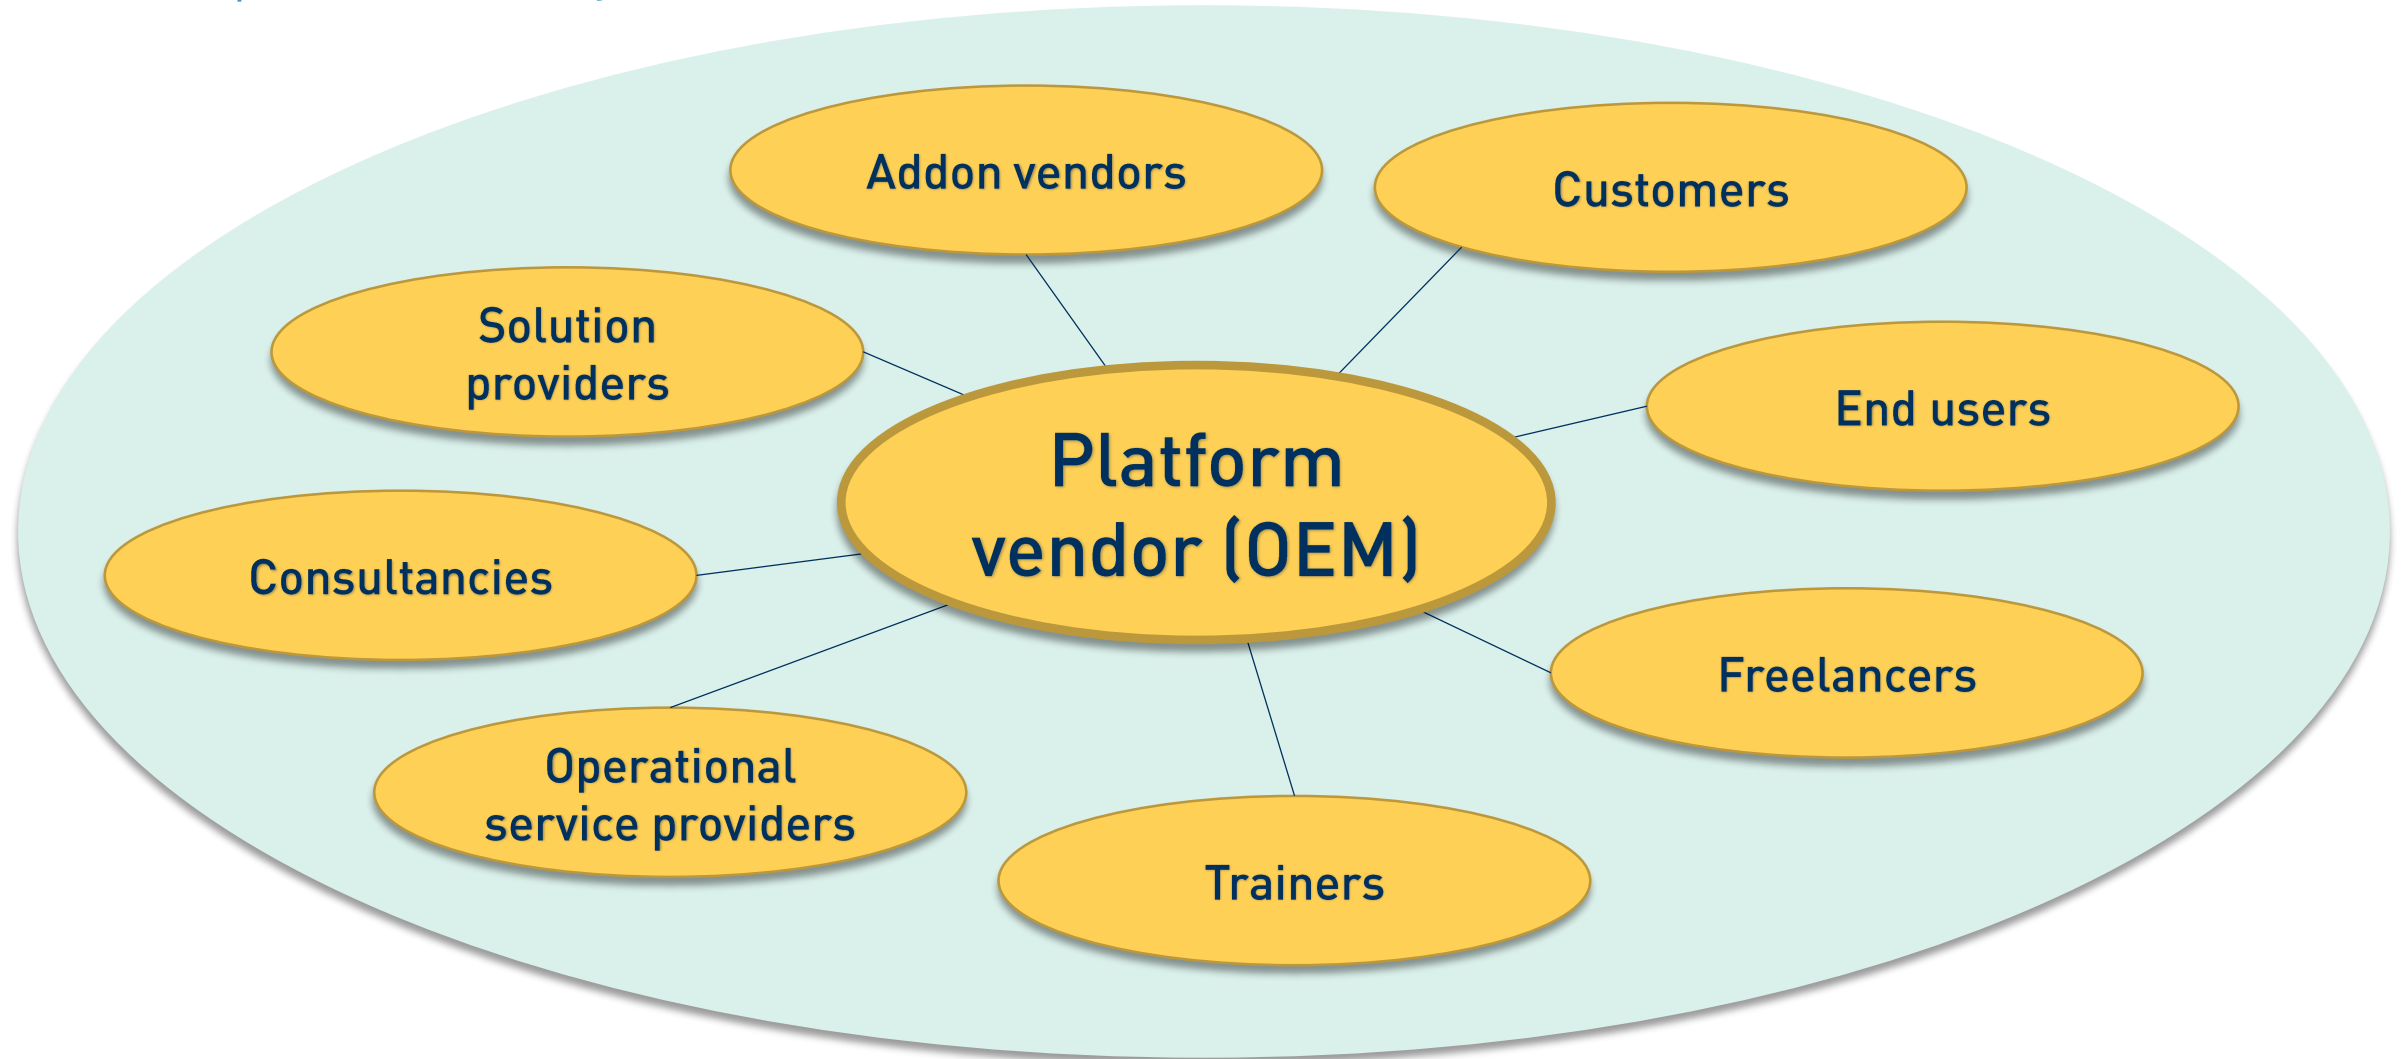 Addon vendors
Customers
Solution
providers
End users
Platform
vendor (OEM)
Consultancies
Freelancers
Operational
service providers
Trainers